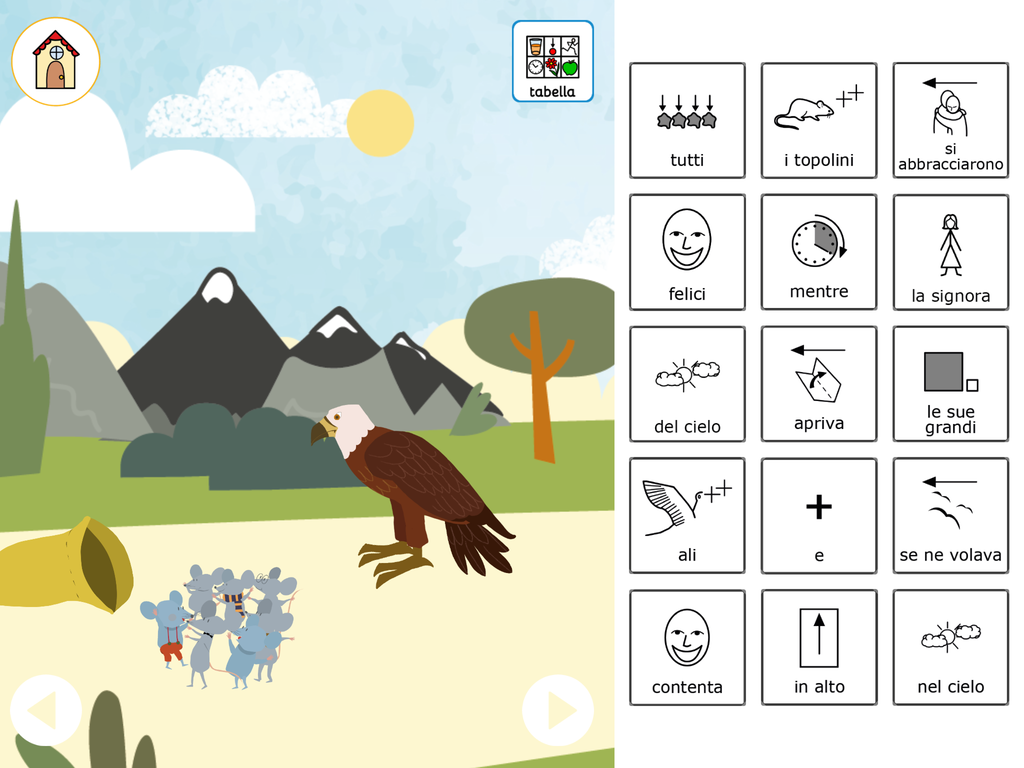 tabella
tutti
i topolini
si
abbracciarono
felici
mentre
la signora
del cielo
apriva
le sue
grandi
ali
e
se ne volava
contenta
in alto
nel cielo